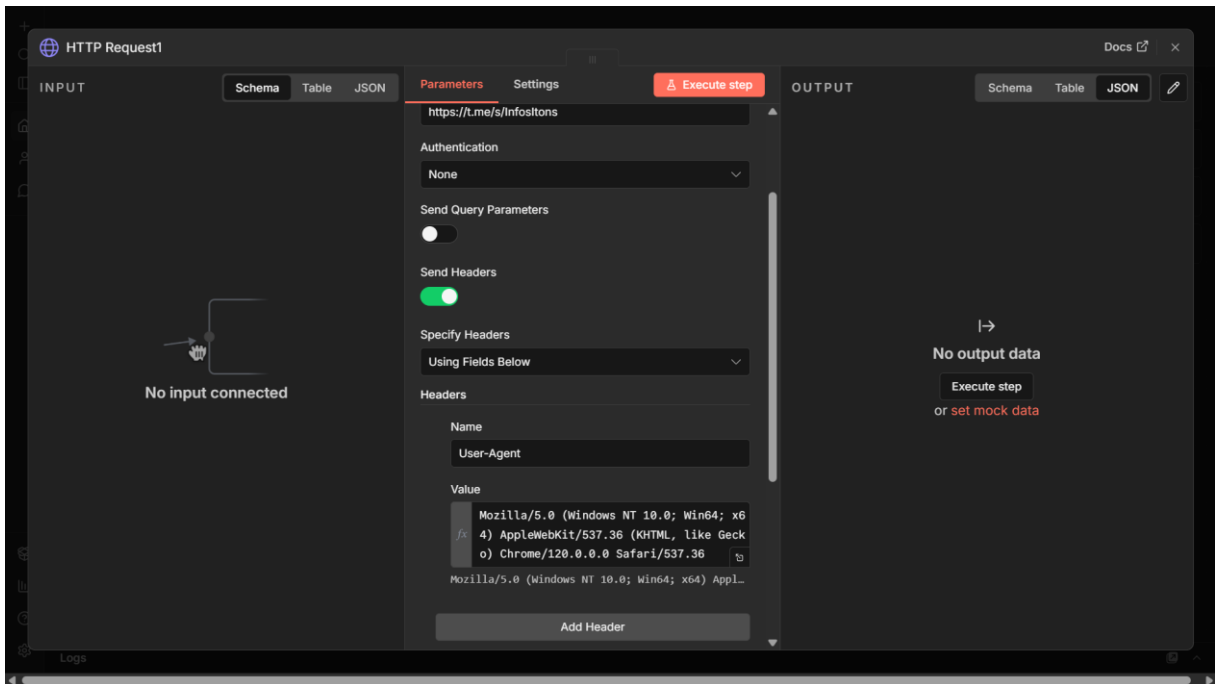 HTTP Request1
Docs
INPUT
Schema
Table
JSON
Parameters
Settings
Execute step
OUTPUT
Schema
Table
JSON
https://t.me/s/InfosItons
Authentication
None
Send Query Parameters
Send Headers
Specify Headers
Using Fields Below
Headers
Name
User-Agent
Value
fx
Mozilla/5.0 (Windows NT 10.0; Win64; x6
4) AppleWebKit/537.36 (KHTML, like Geck
o) Chrome/120.0.0.0 Safari/537.36
Mozilla/5.0 (Windows NT 10.0; Win64; x64) Appl…
Add Header
No input connected
No output data
Execute step
or set mock data
Logs